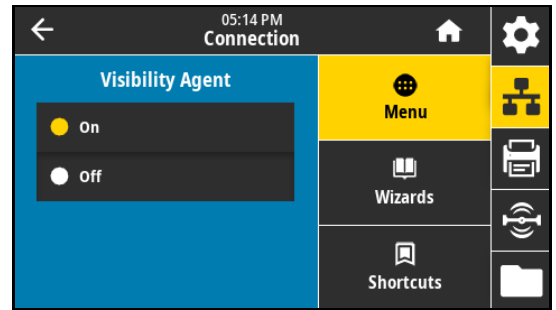 05:14 PM
Connection
Visibility Agent
On
Off
Menu
Wizards
Shortcuts